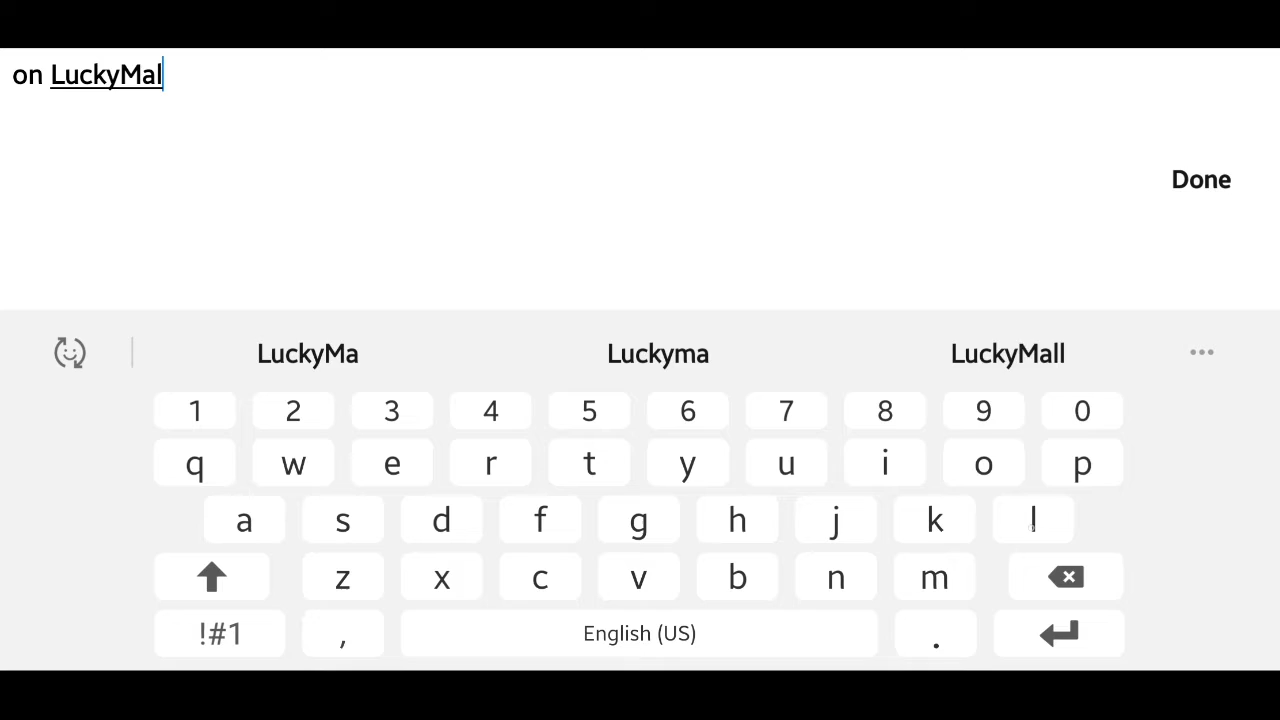 on LuckyMal
Done
LuckyMa Luckyma LuckyMall
1 2 3 4 5 6 7 8 9 0
q w e r t y u i o p
a s d f g h j k l
z x c v b n m
!#1 , English (US) .